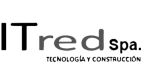 ITred Spa.
TECNOLOGÍA Y CONSTRUCCIÓN